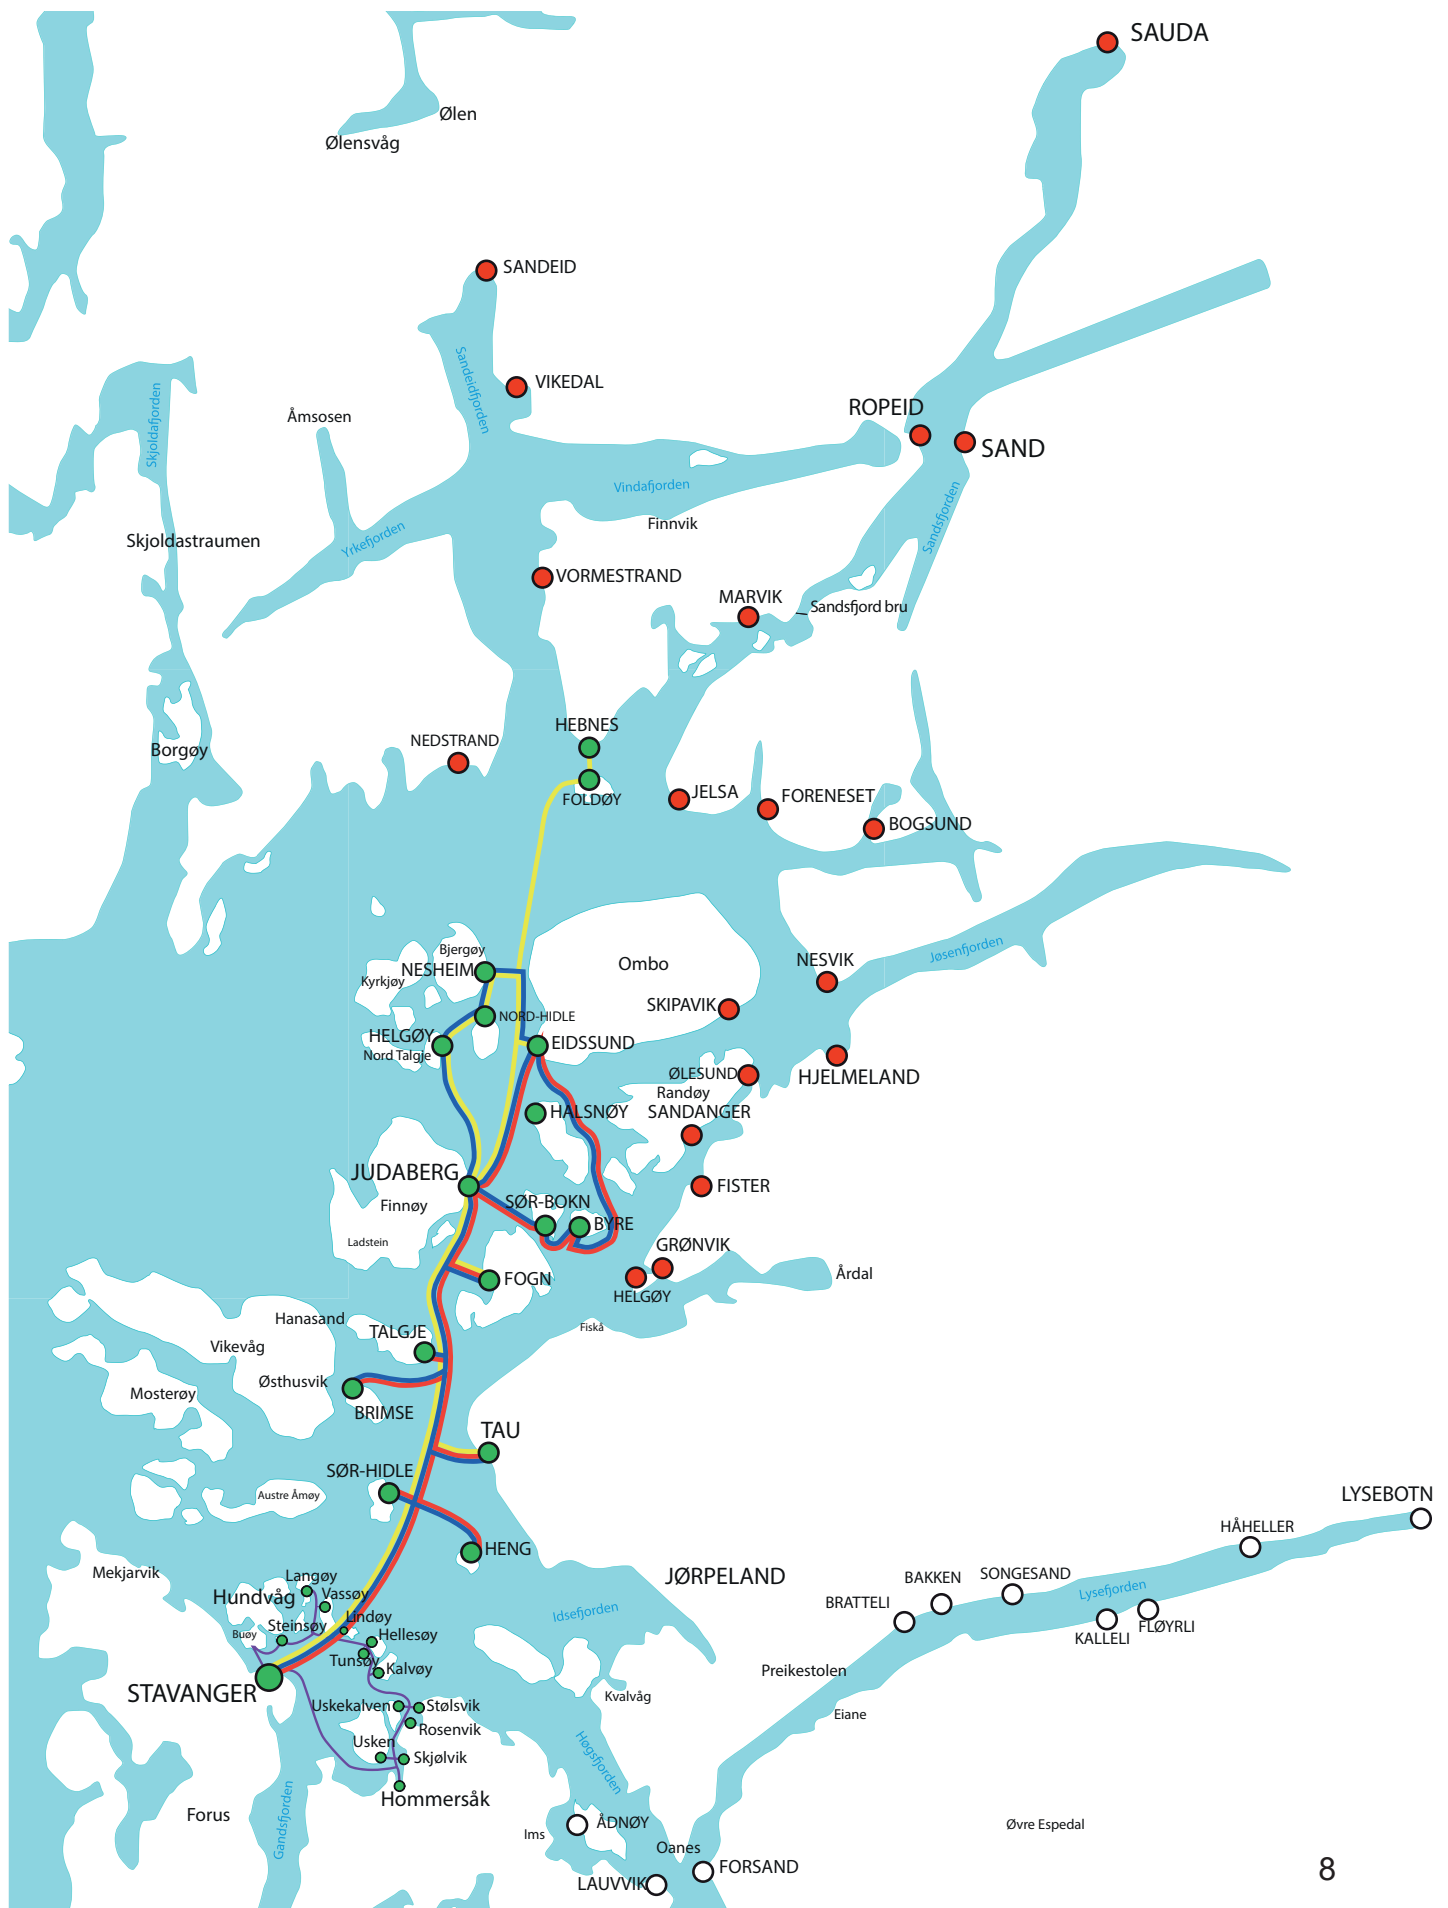 SAUDA
Ølen
Ølensvåg
SANDEID
Sandeidfjorden
VIKEDAL
Skjoldafjorden
Åmsosen
ROPEID
SAND
Vindafjorden
Sandsfjorden
Finnvik
Yrkefjorden
Skjoldastraumen
VORMESTRAND
MARVIK
Sandsfjord bru
HEBNES
NEDSTRAND
Borgøy
FOLDØY
JELSA
FORENESET
BOGSUND
Bjergøy
NESHEIM
Kyrkjøy
Ombo
NESVIK
Jøsenfjorden
SKIPAVIK
NORD-HIDLE
HELGØY
Nord Talgje
EIDSSUND
ØLESUND
HJELMELAND
Randøy
HALSNØY
SANDANGER
JUDABERG
FISTER
Finnøy
SØR-BOKN
BYRE
Ladstein
GRØNVIK
FOGN
HELGØY
Årdal
Hanasand
Fiskå
TALGJE
Vikevåg
Østhusvik
Mosterøy
BRIMSE
TAU
SØR-HIDLE
Austre Åmøy
LYSEBOTN
HÅHELLER
HENG
Mekjarvik
JØRPELAND
Langøy
Hundvåg
Vassøy
BAKKEN
SONGESAND
Lysefjorden
BRATTELI
Idsefjorden
Lindøy
Steinsøy
Buøy
Hellesøy
KALLELI
FLØYRLI
Tunsøy
Kalvøy
Preikestolen
STAVANGER
Uskekalven
Stølsvik
Kvalvåg
Rosenvik
Eiane
Usken
Skjølvik
Høgsfjorden
Hommersåk
Forus
Gandsfjorden
ÅDNØY
Ims
Øvre Espedal
Oanes
FORSAND
LAUVVIK
8